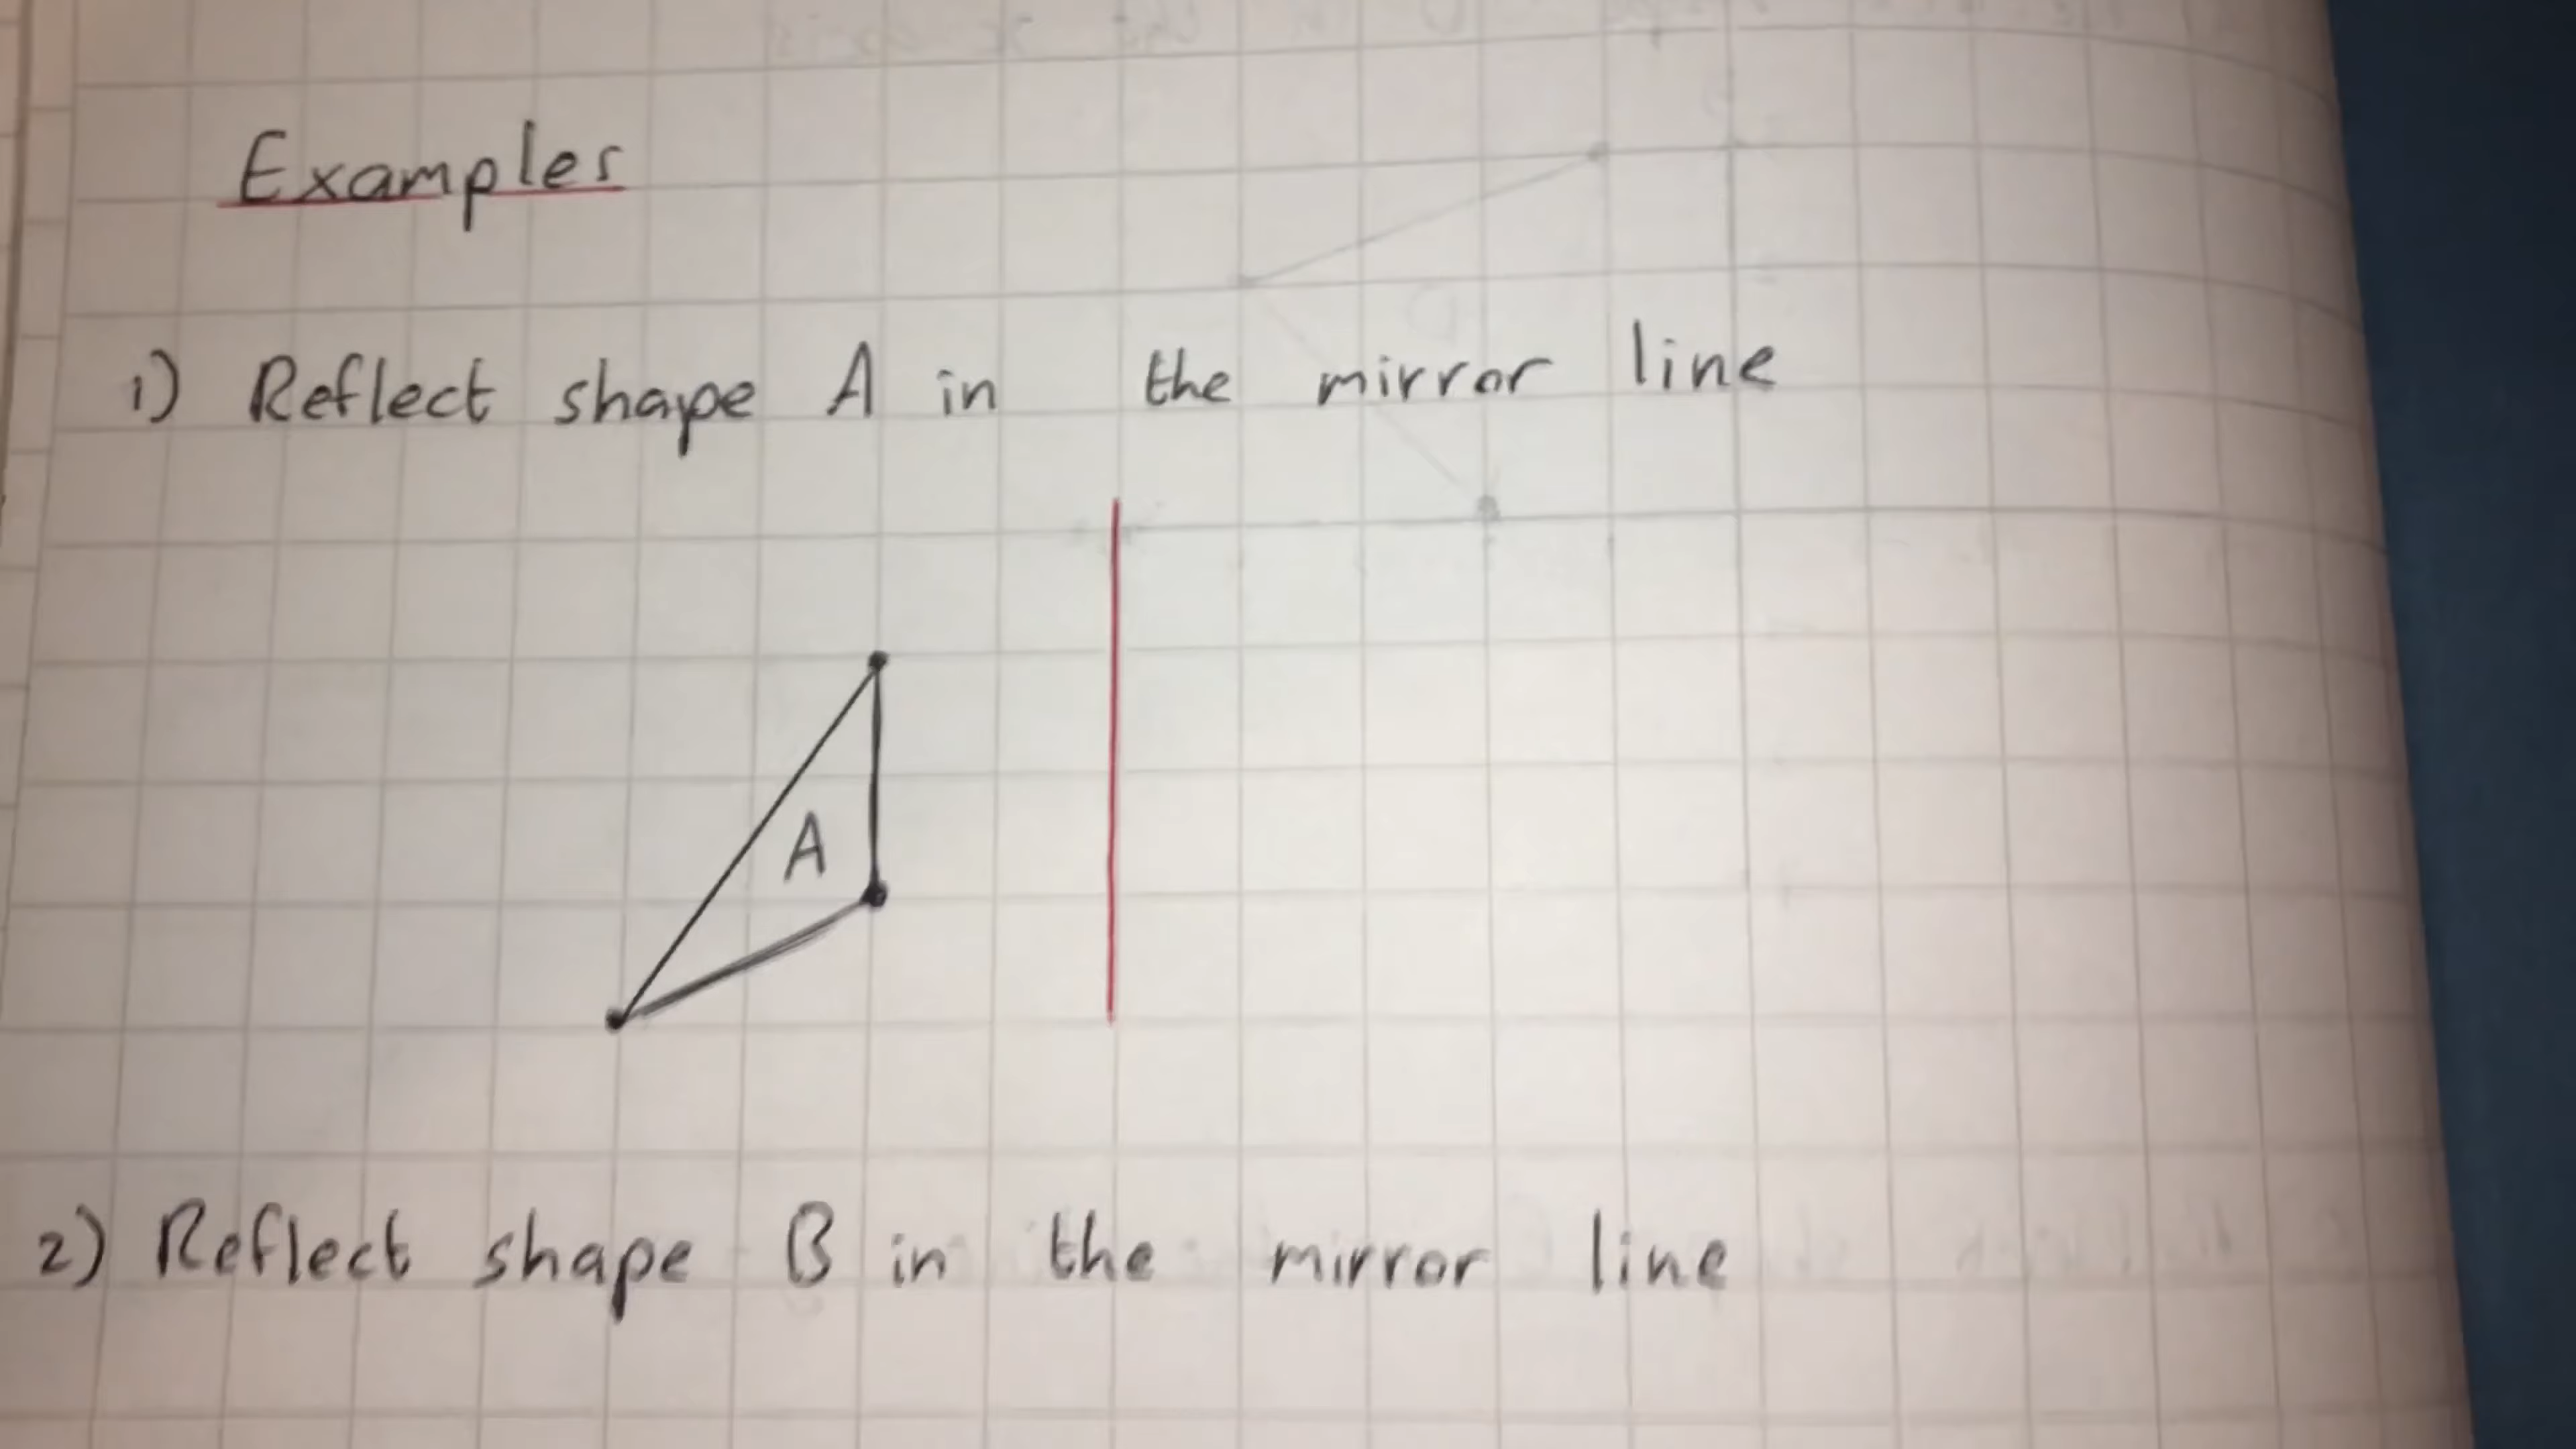 Examples
1) Reflect shape A in the mirror line
A
2) Reflect shape B in the mirror line